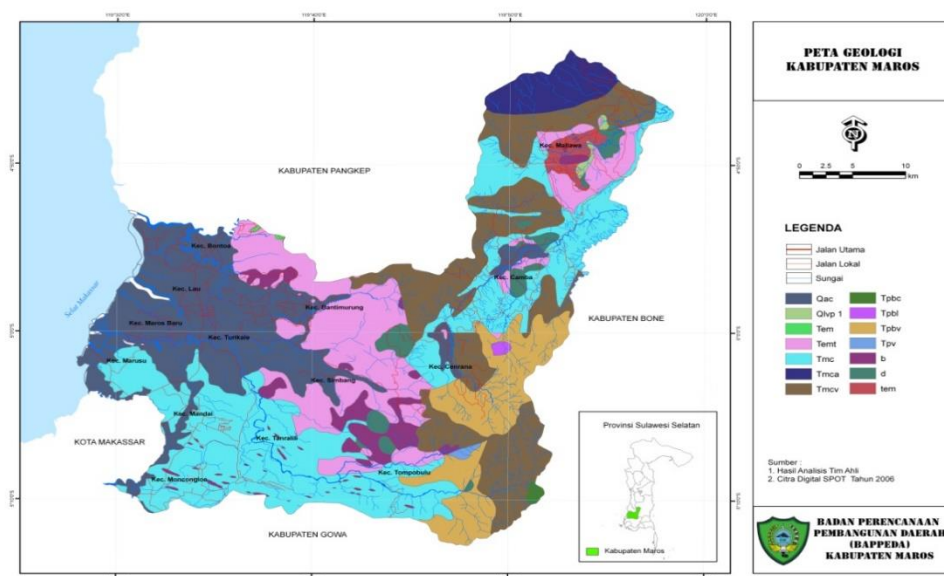 PETA GEOLOGI
KABUPATEN MAROS
N
0 2.5 5 10
km
LEGENDA
Jalan Utama
Jalan Lokal
Sungai
Qac
Qlvp 1
Tem
Temt
Tmc
Tmca
Tmcv
Tpbc
Tpbl
Tpbv
Tpv
b
d
tem
Sumber :
1. Hasil Analisis Tim Ahli
2. Citra Digital SPOT Tahun 2006
BADAN PERENCANAAN
PEMBANGUNAN DAERAH
(BAPPEDA)
KABUPATEN MAROS
KABUPATEN PANGKEP
Kec. Mallawa
Kec. Bontoa
Kec. Camba
Kec. Lau
Selat Makassar
Kec. Bantimurung
KABUPATEN BONE
Kec. Maros Baru
Kec. Turikale
Kec. Marusu
Kec. Cenrana
Kec. Simbang
Kec. Mandai
KOTA MAKASSAR
Kec. Tanralili
Kec. Tompobulu
Kec. Moncongloe
KABUPATEN GOWA
Provinsi Sulawesi Selatan
Kabupaten Maros